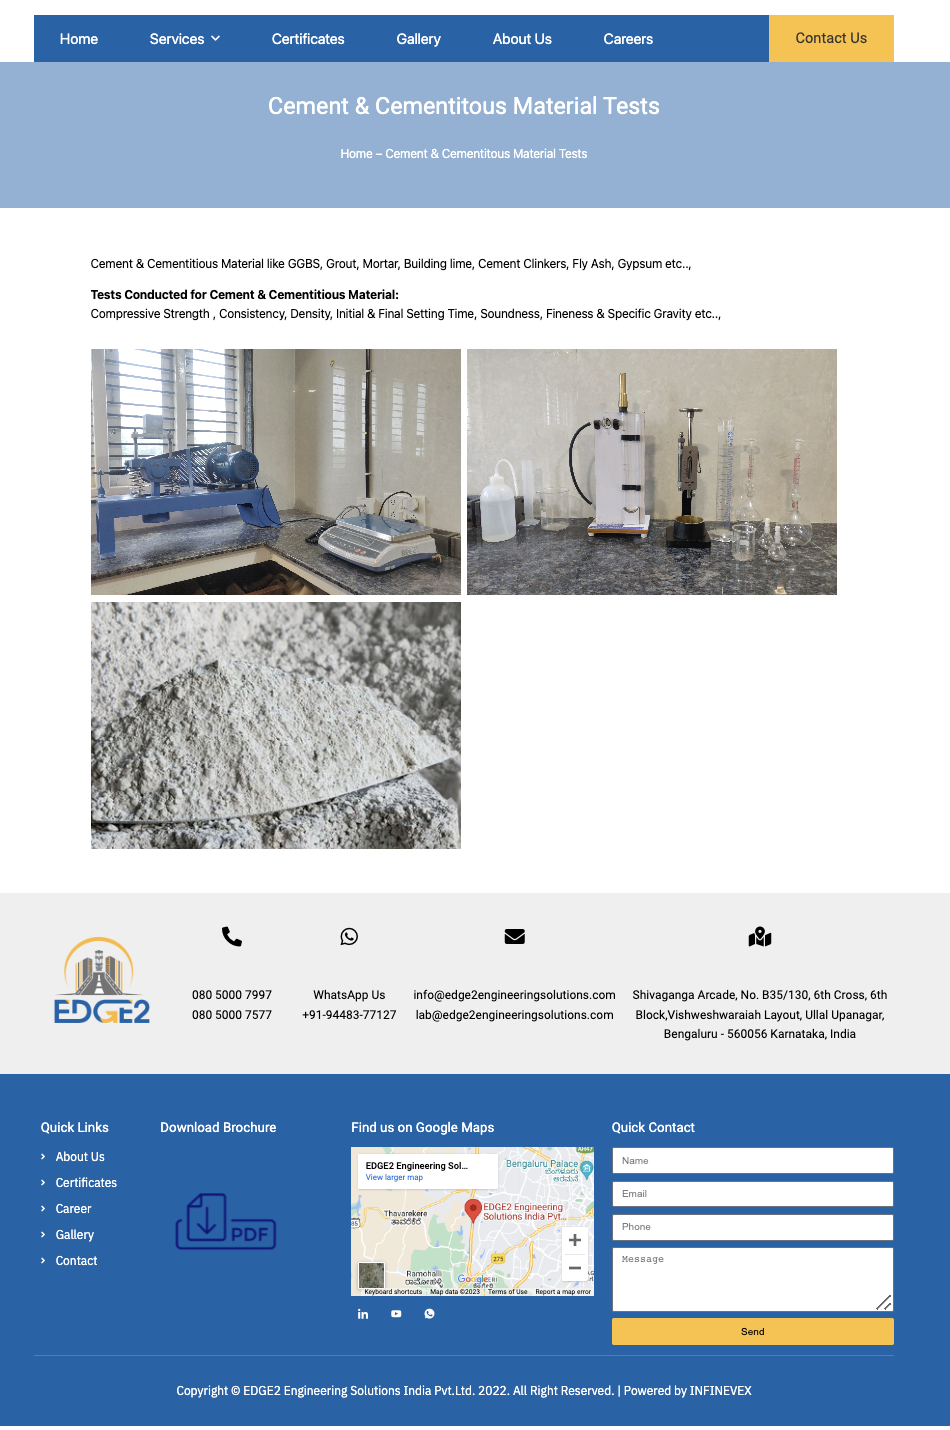 Home
Services
Certificates
Gallery
About Us
Careers
Contact Us
Cement & Cementitous Material Tests
Home – Cement & Cementitous Material Tests
Cement & Cementitious Material like GGBS, Grout, Mortar, Building lime, Cement Clinkers, Fly Ash, Gypsum etc..,
Tests Conducted for Cement & Cementitious Material:
Compressive Strength , Consistency, Density, Initial & Final Setting Time, Soundness, Fineness & Specific Gravity etc..,
EDGE2
080 5000 7997
080 5000 7577
WhatsApp Us
+91-94483-77127
info@edge2engineeringsolutions.com
lab@edge2engineeringsolutions.com
Shivaganga Arcade, No. B35/130, 6th Cross, 6th
Block,Vishweshwaraiah Layout, Ullal Upanagar,
Bengaluru - 560056 Karnataka, India
Quick Links
About Us
Certificates
Career
Gallery
Contact
Download Brochure
PDF
Find us on Google Maps
EDGE2 Engineering Sol...
View larger map
Bengaluru Palace
ಬೆಂಗಳೂರು
ಅರಮನೆ
EDGE2 Engineering
Solutions India Pvt...
Thavarekere
ತಾವರೆಕೆರೆ
85
275
Ramohalli
ರಾಮೋಹಳ್ಳಿ
Google
Keyboard shortcuts
Map data ©2023
Terms of Use
Report a map error
Quick Contact
Name
Email
Phone
Message
Send
Copyright © EDGE2 Engineering Solutions India Pvt.Ltd. 2022. All Right Reserved. | Powered by INFINEVEX